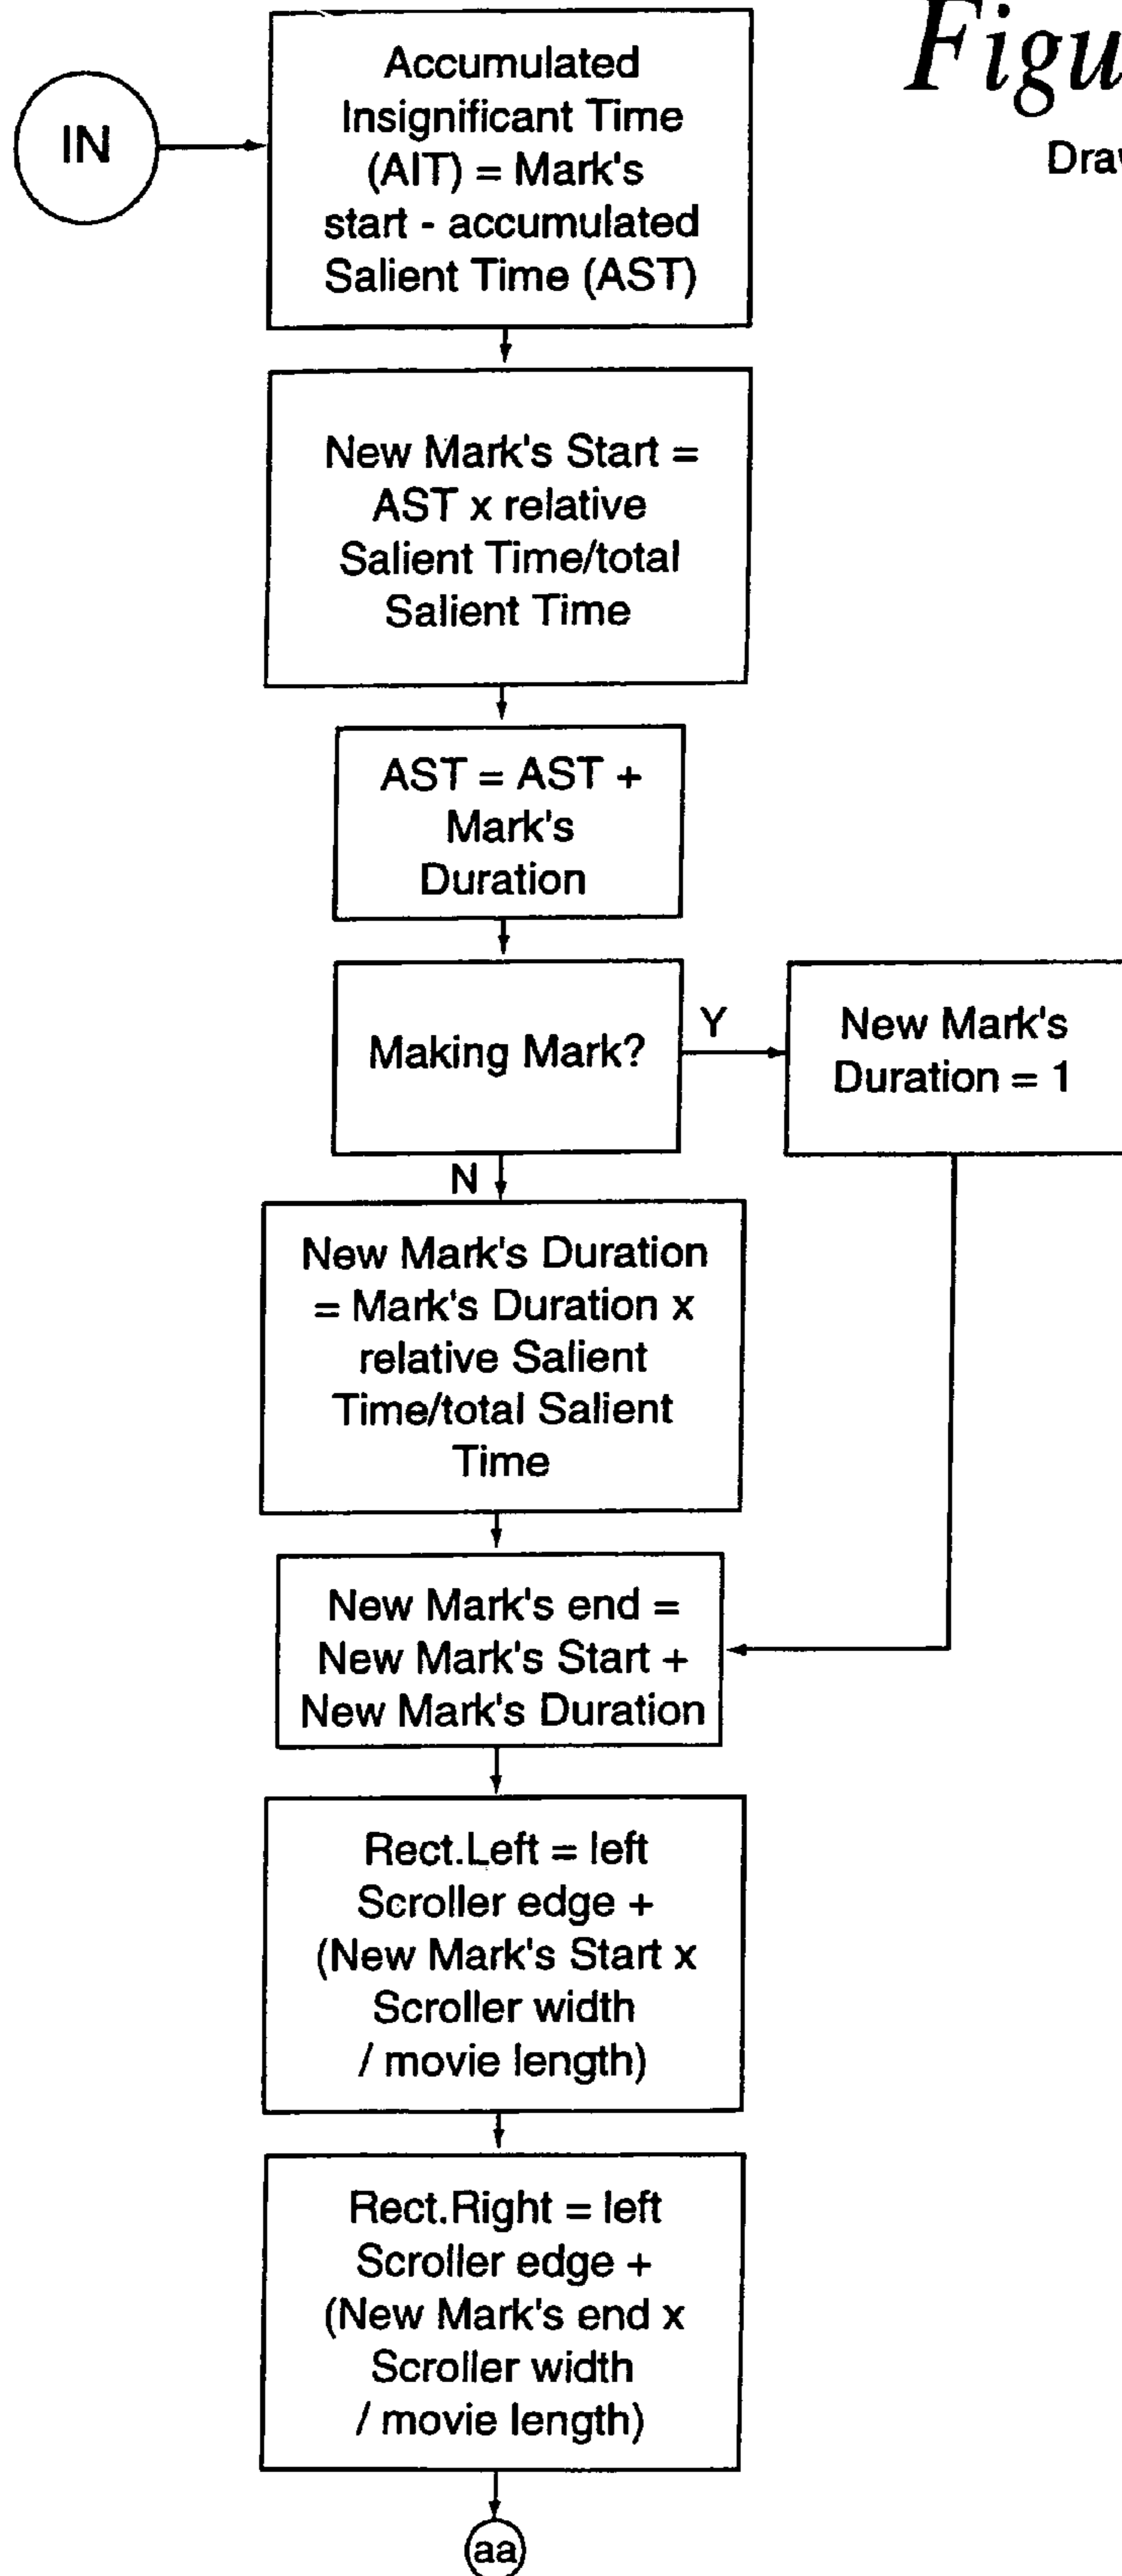 Figu
Draw
IN
Accumulated
Insignificant Time
(AIT) = Mark's
start - accumulated
Salient Time (AST)
New Mark's Start =
AST x relative
Salient Time/total
Salient Time
AST = AST +
Mark's
Duration
Making Mark?
Y
New Mark's
Duration = 1
N
New Mark's Duration
= Mark's Duration x
relative Salient
Time/total Salient
Time
New Mark's end =
New Mark's Start +
New Mark's Duration
Rect.Left = left
Scroller edge +
(New Mark's Start x
Scroller width
/ movie length)
Rect.Right = left
Scroller edge +
(New Mark's end x
Scroller width
/ movie length)
aa